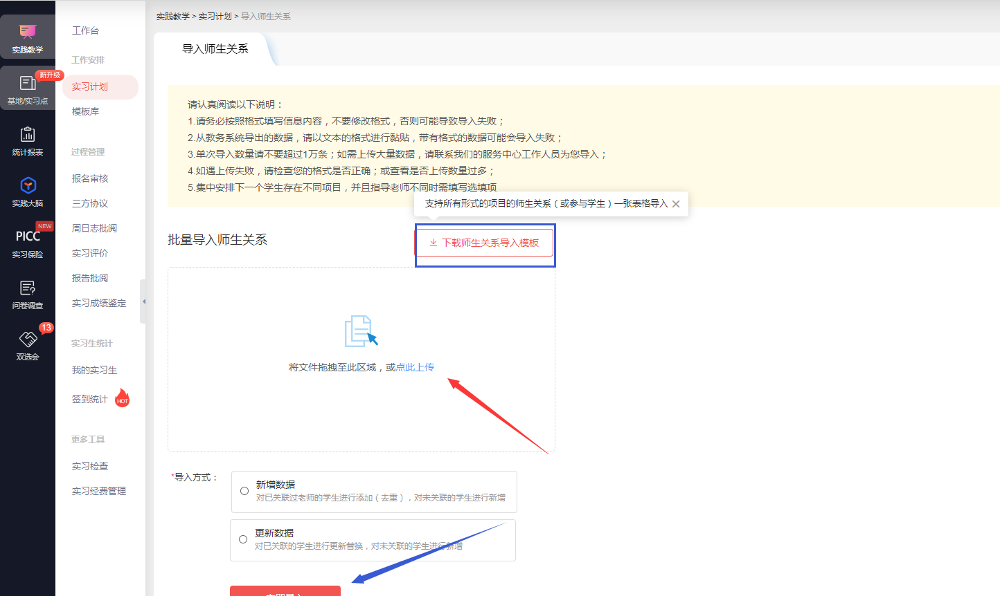 实践教学
基地/实习点
新升级
统计报表
实践大脑
PICC
NEW
实习保险
问卷调查
13
双选会
工作台
工作安排
实习计划
模板库
过程管理
报名审核
三方协议
周日志批阅
实习评价
报告批阅
实习成绩鉴定
实习生统计
我的实习生
签到统计
HOT
更多工具
实习检查
实习经费管理
实践教学 > 实习计划 > 导入师生关系
导入师生关系
请认真阅读以下说明：
1.请务必按照格式填写信息内容，不要修改格式，否则可能导致导入失败；
2.从教务系统导出的数据，请以文本的格式进行黏贴，带有格式的数据可能会导入失败；
3.单次导入数量请不要超过1万条；如需上传大量数据，请联系我们的服务中心工作人员为您导入；
4.如遇上传失败，请检查您的格式是否正确；或查看是否上传数量过多；
5.集中安排下一个学生存在不同项目，并且指导老师不同时需填写选填项
支持所有形式的项目的师生关系（或参与学生）一张表格导入
批量导入师生关系
下载师生关系导入模板
将文件拖拽至此区域，或点此上传
*导入方式：
新增数据
对已关联过老师的学生进行添加（去重），对未关联的学生进行新增
更新数据
对已关联的学生进行更新替换，对未关联的学生进行新增
立即导入